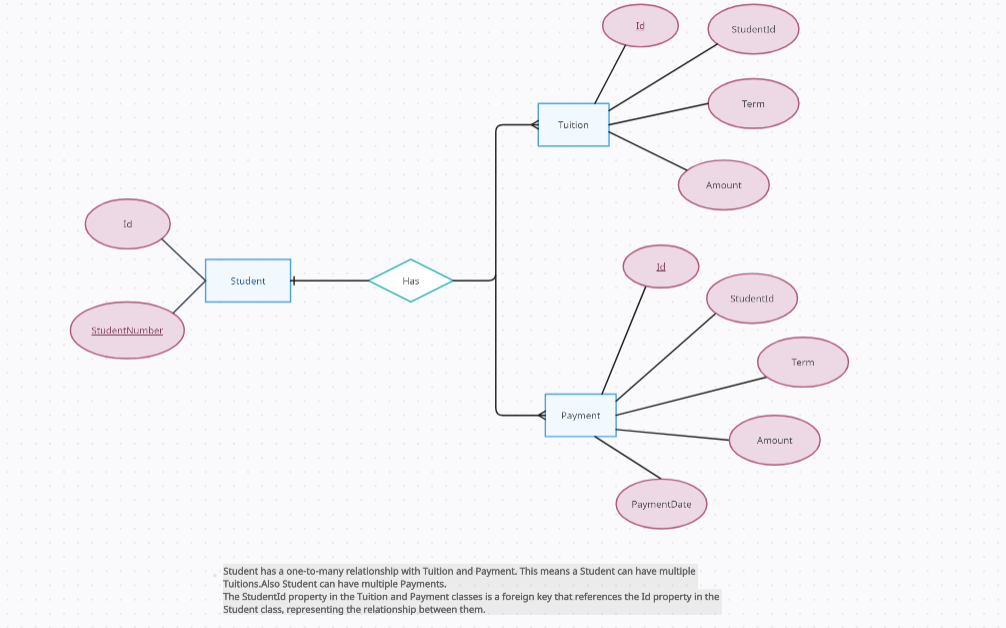 Id
StudentId
Term
Tuition
Amount
Id
Student
Has
StudentNumber
Id
StudentId
Term
Payment
Amount
PaymentDate
Student has a one-to-many relationship with Tuition and Payment. This means a Student can have multiple
Tuitions.Also Student can have multiple Payments.
The StudentId property in the Tuition and Payment classes is a foreign key that references the Id property in the
Student class, representing the relationship between them.